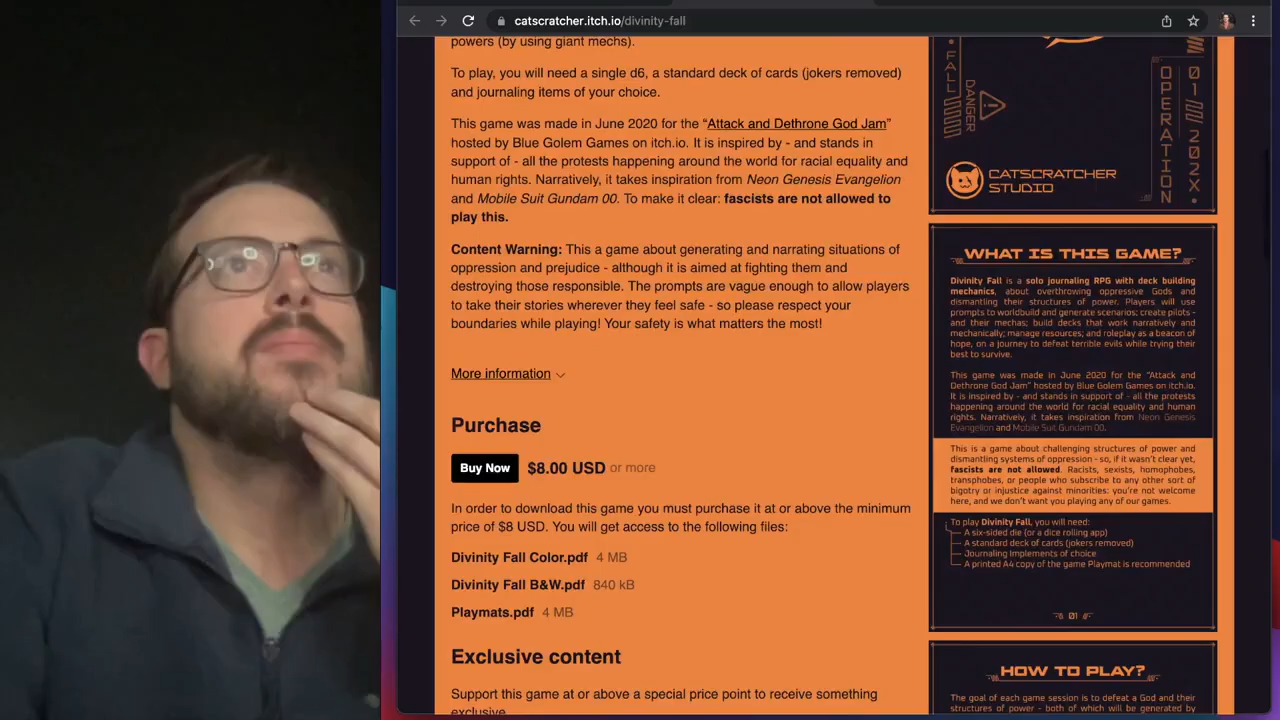 catscratcher.itch.io/divinity-fall
powers (by using giant mechs).
To play, you will need a single d6, a standard deck of cards (jokers removed)
and journaling items of your choice.
This game was made in June 2020 for the “Attack and Dethrone God Jam”
hosted by Blue Golem Games on itch.io. It is inspired by - and stands in
support of - all the protests happening around the world for racial equality and
human rights. Narratively, it takes inspiration from Neon Genesis Evangelion
and Mobile Suit Gundam 00. To make it clear: fascists are not allowed to
play this.
Content Warning: This a game about generating and narrating situations of
oppression and prejudice - although it is aimed at fighting them and
destroying those responsible. The prompts are vague enough to allow players
to take their stories wherever they feel safe - so please respect your
boundaries while playing! Your safety is what matters the most!
More information
Purchase
Buy Now $8.00 USD or more
In order to download this game you must purchase it at or above the minimum
price of $8 USD. You will get access to the following files:
Divinity Fall Color.pdf 4 MB
Divinity Fall B&W.pdf 840 kB
Playmats.pdf 4 MB
Exclusive content
Support this game at or above a special price point to receive something
exclusive
FALL
DANGER
OPERATION
01 // 202X
CATSCRATCHER
STUDIO
WHAT IS THIS GAME?
Divinity Fall is a solo journaling RPG with deck building
mechanics, about overthrowing oppressive Gods and
dismantling their structures of power. Players will use
prompts to worldbuild and generate scenarios; create pilots -
and their mechas; build decks that work narratively and
mechanically; manage resources; and roleplay as a beacon of
hope, on a journey to defeat terrible evils while trying their
best to survive.
This game was made in June 2020 for the “Attack and
Dethrone God Jam” hosted by Blue Golem Games on itch.io.
It is inspired by - and stands in support of - all the protests
happening around the world for racial equality and human
rights. Narratively, it takes inspiration from Neon Genesis
Evangelion and Mobile Suit Gundam 00.
This is a game about challenging structures of power and
dismantling systems of oppression - so, if it wasn't clear yet,
fascists are not allowed. Racists, sexists, homophobes,
transphobes, or people who subscribe to any other sort of
bigotry or injustice against minorities: you're not welcome
here, and we don't want you playing any of our games.
To play Divinity Fall, you will need:
A six-sided die (or a dice rolling app)
A standard deck of cards (jokers removed)
Journaling Implements of choice
A printed A4 copy of the game Playmat is recommended
01
HOW TO PLAY?
The goal of each game session is to defeat a God and their
structures of power - both of which will be generated by